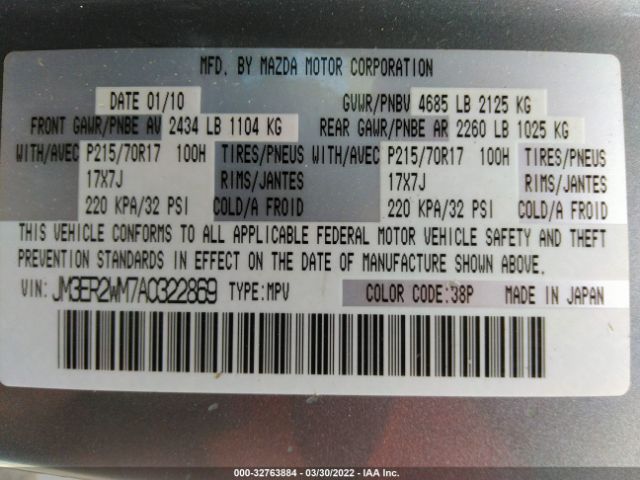 MFD. BY MAZDA MOTOR CORPORATION
DATE 01/10 GVWR/PNBV 4685 LB 2125 KG
FRONT GAWR/PNBE AV 2434 LB 1104 KG REAR GAWR/PNBE AR 2260 LB 1025 KG
WITH/AVEC P215/70R17 100H TIRES/PNEUS WITH/AVEC P215/70R17 100H TIRES/PNEUS
17X7J RIMS/JANTES 17X7J RIMS/JANTES
220 KPA/32 PSI COLD/A FROID 220 KPA/32 PSI COLD/A FROID
THIS VEHICLE CONFORMS TO ALL APPLICABLE FEDERAL MOTOR VEHICLE SAFETY AND THEFT
PREVENTION STANDARDS IN EFFECT ON THE DATE OF MANUFACTURE SHOWN ABOVE.
VIN: JM3ER2WM7A0322869 TYPE:MPV COLOR CODE:38P MADE IN JAPAN
000-32763884 — 03/30/2022 — IAA Inc.